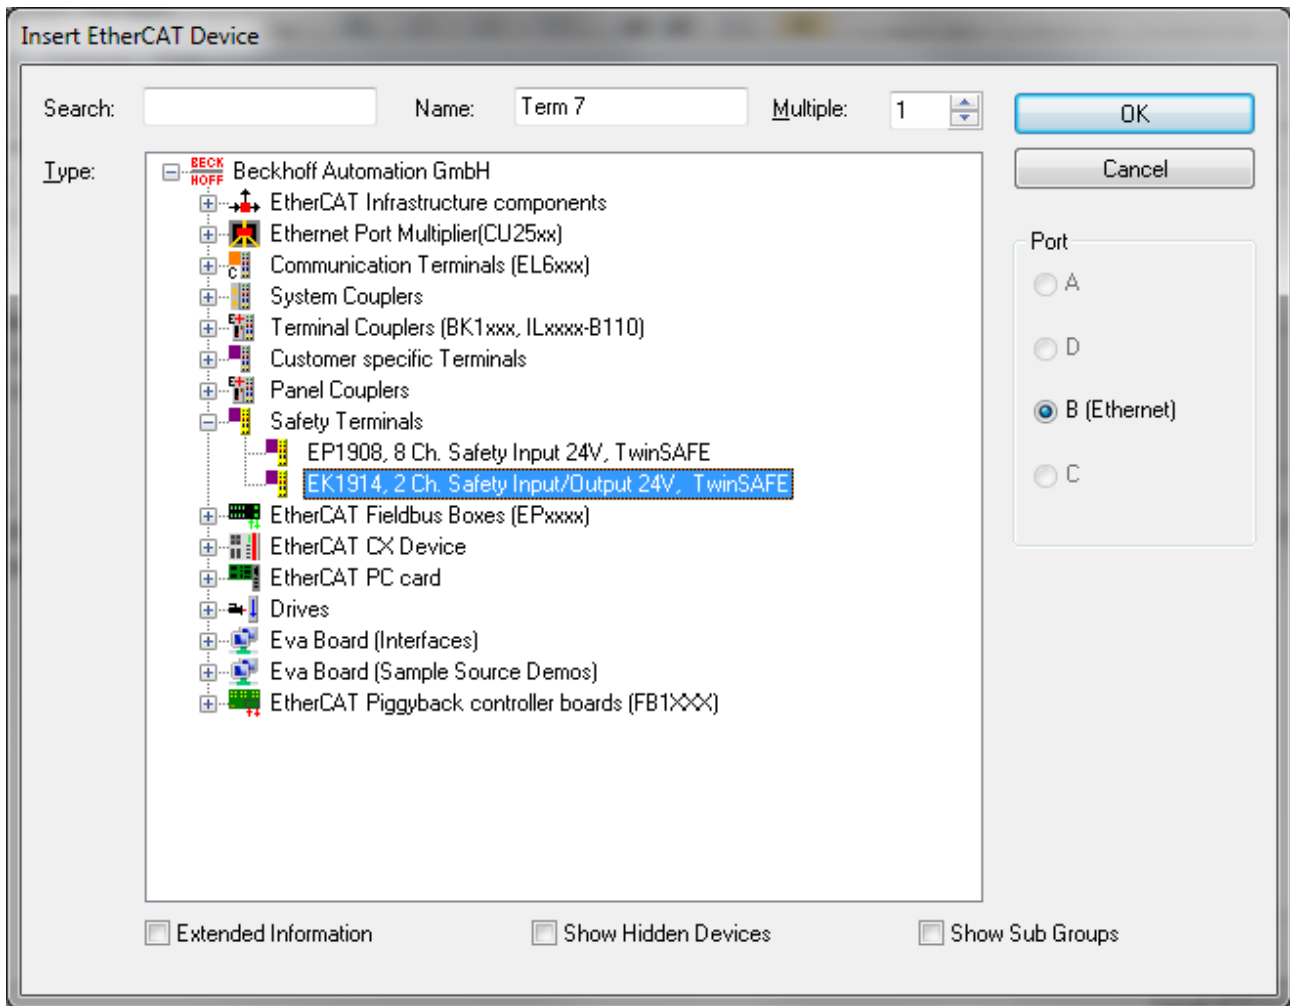 Insert EtherCAT Device
Search: Name: Term 7 Multiple: 1 OK
Type: BECKHOFF Beckhoff Automation GmbH Cancel
EtherCAT Infrastructure components
Ethernet Port Multiplier(CU25xx) Port
Communication Terminals (EL6xxx) A
System Couplers
Terminal Couplers (BK1xxx, ILxxxx-B110) D
Customer specific Terminals
Panel Couplers
Safety Terminals B (Ethernet)
EP1908, 8 Ch. Safety Input 24V, TwinSAFE
EK1914, 2 Ch. Safety Input/Output 24V, TwinSAFE C
EtherCAT Fieldbus Boxes (EPxxxx)
EtherCAT CX Device
EtherCAT PC card
Drives
Eva Board (Interfaces)
Eva Board (Sample Source Demos)
EtherCAT Piggyback controller boards (FB1XXX)
Extended Information Show Hidden Devices Show Sub Groups